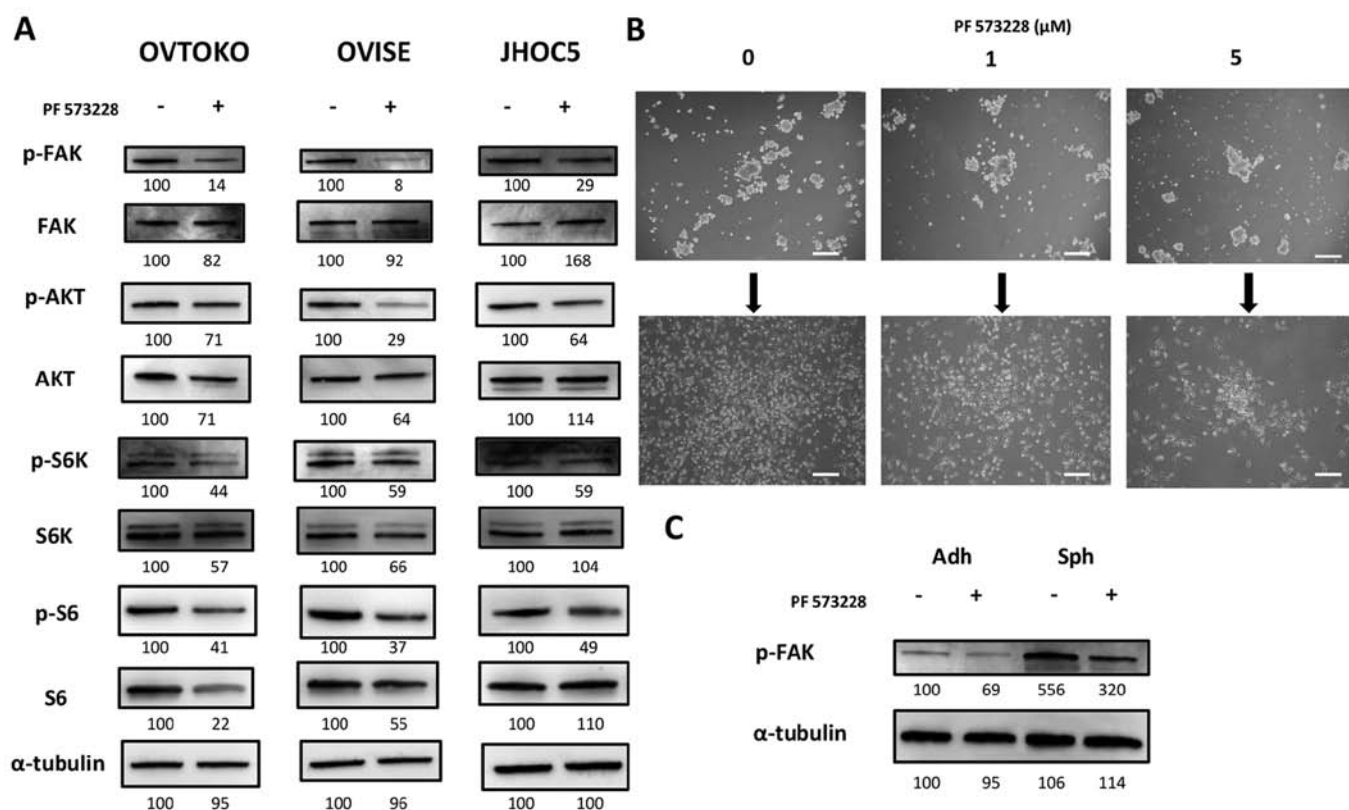 A
OVTOKO OVISE JHOC5
PF 573228 - + - + - +
p-FAK
100 14 100 8 100 29
FAK
100 82 100 92 100 168
p-AKT
100 71 100 29 100 64
AKT
100 71 100 64 100 114
p-S6K
100 44 100 59 100 59
S6K
100 57 100 66 100 104
p-S6
100 41 100 37 100 49
S6
100 22 100 55 100 110
α-tubulin
100 95 100 96 100 100
B
PF 573228 (μM)
0 1 5
C
Adh Sph
PF 573228 - + - +
p-FAK
100 69 556 320
α-tubulin
100 95 106 114